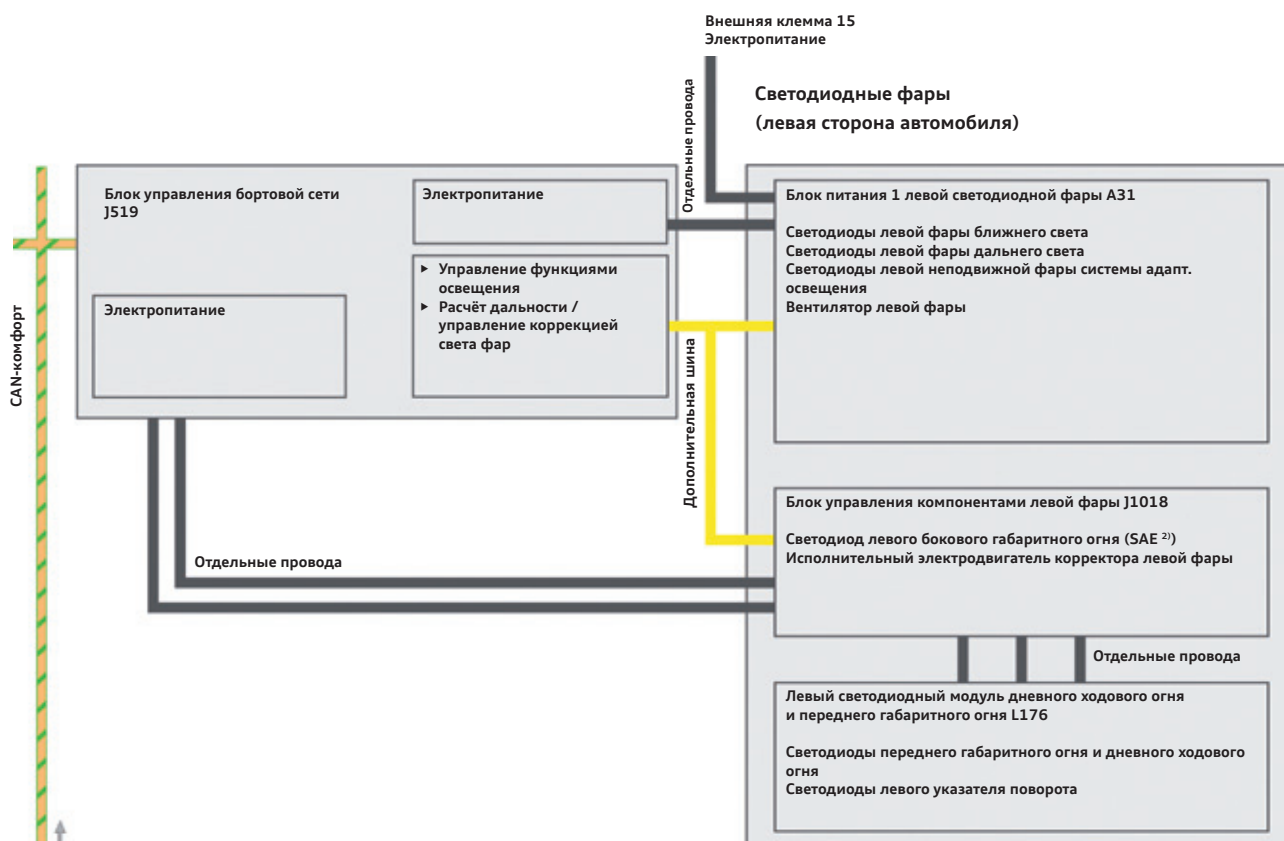 Внешняя клемма 15
Электропитание
Светодиодные фары
(левая сторона автомобиля)
Отдельные провода
Блок управления бортовой сети
J519
Электропитание
Электропитание
▸ Управление функциями
освещения
▸ Расчёт дальности /
управление коррекцией
света фар
CAN-комфорт
Дополнительная шина
Блок питания 1 левой светодиодной фары A31
Светодиоды левой фары ближнего света
Светодиоды левой фары дальнего света
Светодиоды левой неподвижной фары системы адапт.
освещения
Вентилятор левой фары
Блок управления компонентами левой фары J1018
Светодиод левого бокового габаритного огня (SAE ²⁾)
Исполнительный электродвигатель корректора левой фары
Отдельные провода
Отдельные провода
Левый светодиодный модуль дневного ходового огня
и переднего габаритного огня L176
Светодиоды переднего габаритного огня и дневного ходового
огня
Светодиоды левого указателя поворота